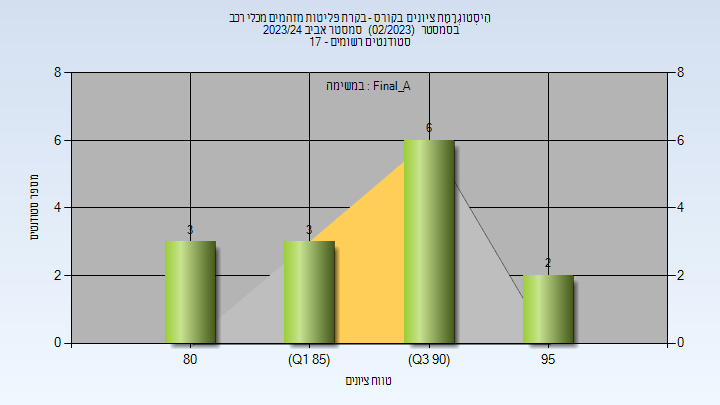 היסטוגרמת ציונים בקורס - בקרת פליטות מזהמים מכלי רכב
בסמסטר (02/2023) סמסטר אביב 2023/24
סטודנטים רשומים - 17
במשימה : Final_A
מספר סטודנטים
8
6
4
2
0
8
6
4
2
0
3
3
6
2
80
(Q1 85)
(Q3 90)
95
טווח ציונים